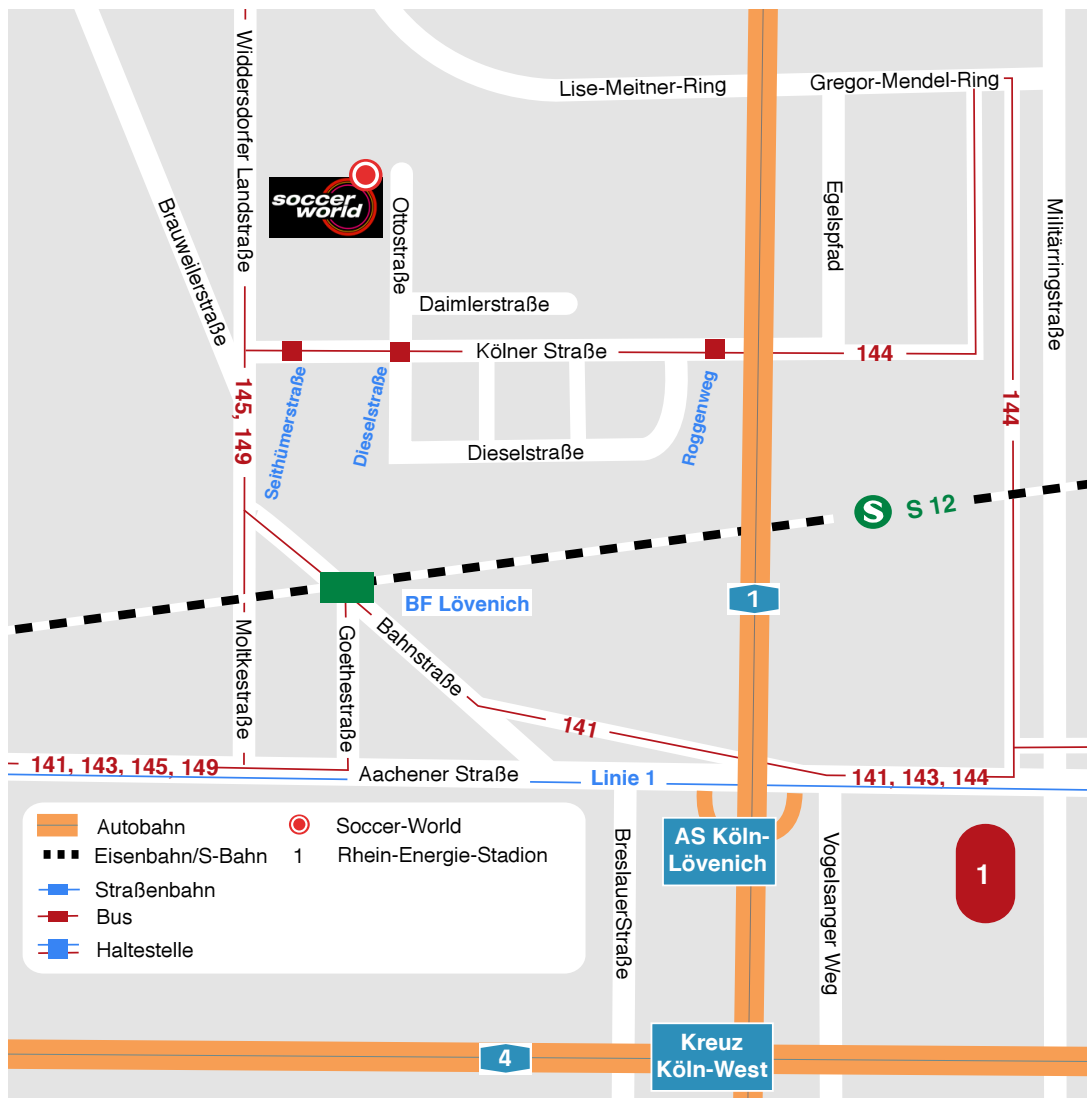 Widdersdorfer Landstraße
Lise-Meitner-Ring
Gregor-Mendel-Ring
Brauweilerstraße
soccer
world
Ottostraße
Egelspfad
Militärringstraße
Daimlerstraße
Kölner Straße
144
145, 149
Seithümerstraße
Dieselstraße
Roggenweg
144
Dieselstraße
S
S 12
1
BF Lövenich
Moltkestraße
Goethestraße
Bahnstraße
141
141, 143, 145, 149
Aachener Straße
Linie 1
141, 143, 144
Autobahn
Soccer-World
Eisenbahn/S-Bahn
1
Rhein-Energie-Stadion
Straßenbahn
Bus
Haltestelle
BreslauerStraße
AS Köln-
Lövenich
Vogelsanger Weg
1
4
Kreuz
Köln-West